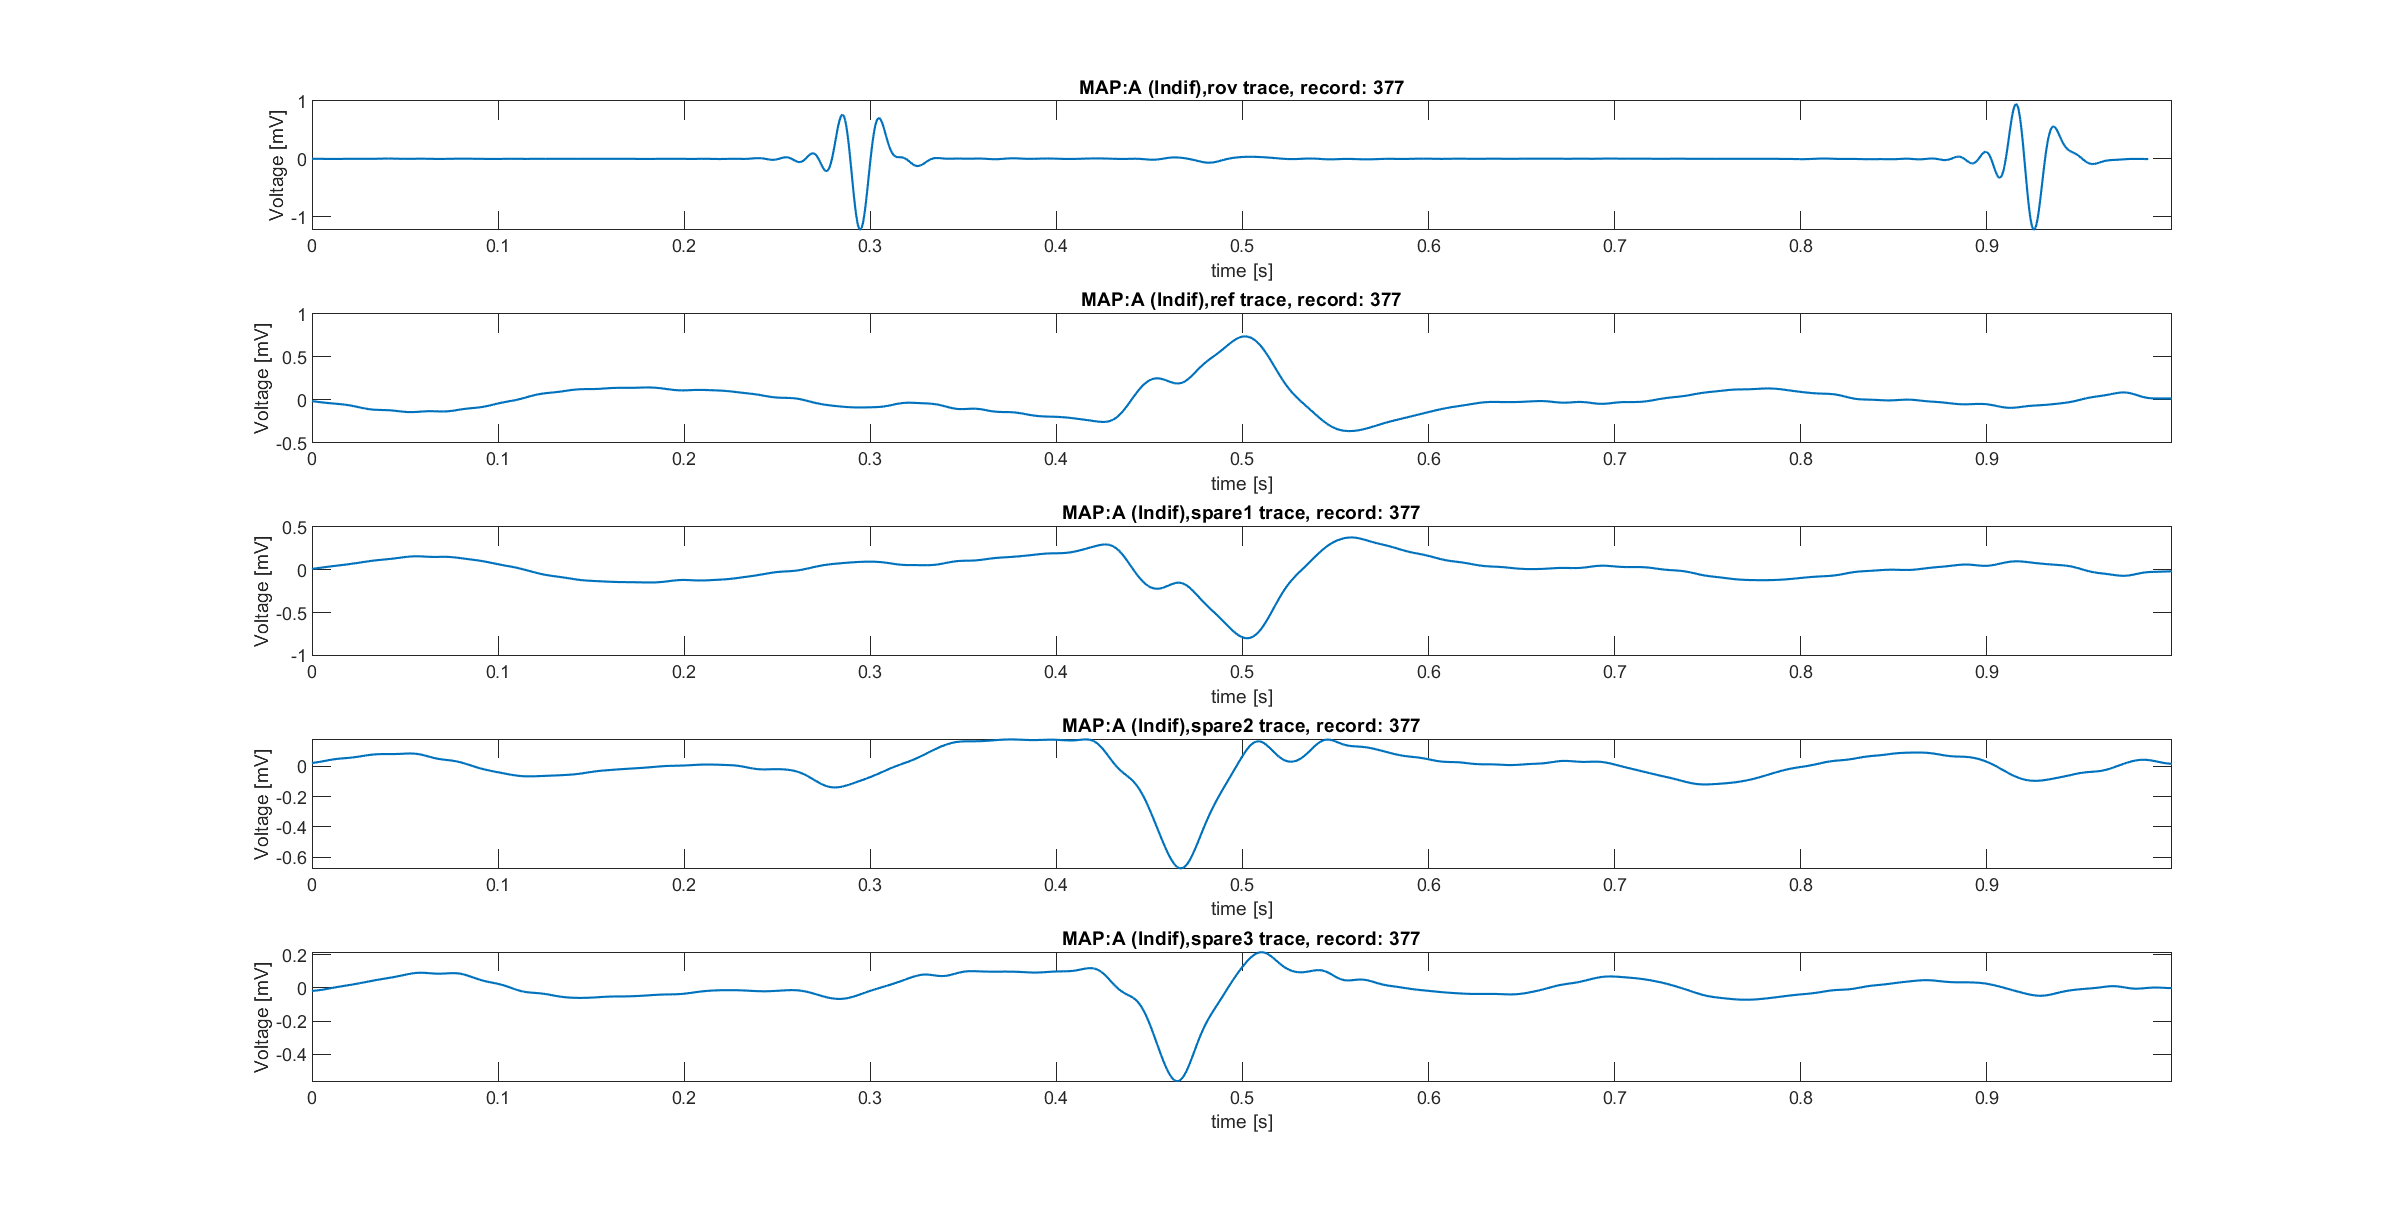 MAP:A (Indif),rov trace, record: 377
Voltage [mV]
1
0
-1
0 0.1 0.2 0.3 0.4 0.5 0.6 0.7 0.8 0.9
time [s]
MAP:A (Indif),ref trace, record: 377
Voltage [mV]
1
0.5
0
-0.5
0 0.1 0.2 0.3 0.4 0.5 0.6 0.7 0.8 0.9
time [s]
MAP:A (Indif),spare1 trace, record: 377
Voltage [mV]
0.5
0
-0.5
-1
0 0.1 0.2 0.3 0.4 0.5 0.6 0.7 0.8 0.9
time [s]
MAP:A (Indif),spare2 trace, record: 377
Voltage [mV]
0
-0.2
-0.4
-0.6
0 0.1 0.2 0.3 0.4 0.5 0.6 0.7 0.8 0.9
time [s]
MAP:A (Indif),spare3 trace, record: 377
Voltage [mV]
0.2
0
-0.2
-0.4
0 0.1 0.2 0.3 0.4 0.5 0.6 0.7 0.8 0.9
time [s]